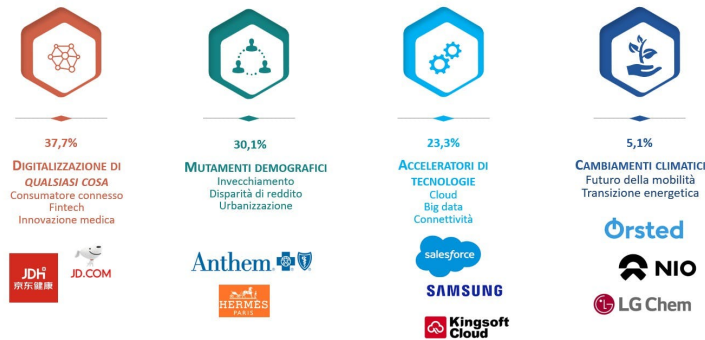 37,7%
DIGITALIZZAZIONE DI
QUALSIASI COSA
Consumatore connesso
Fintech
Innovazione medica
JDH
京东健康
JD.COM
30,1%
MUTAMENTI DEMOGRAFICI
Invecchiamento
Disparità di reddito
Urbanizzazione
Anthem
HERMÈS
PARIS
23,3%
ACCELERATORI DI
TECNOLOGIE
Cloud
Big data
Connettività
salesforce
SAMSUNG
Kingsoft
Cloud
5,1%
CAMBIAMENTI CLIMATICI
Futuro della mobilità
Transizione energetica
Ørsted
NIO
LG Chem